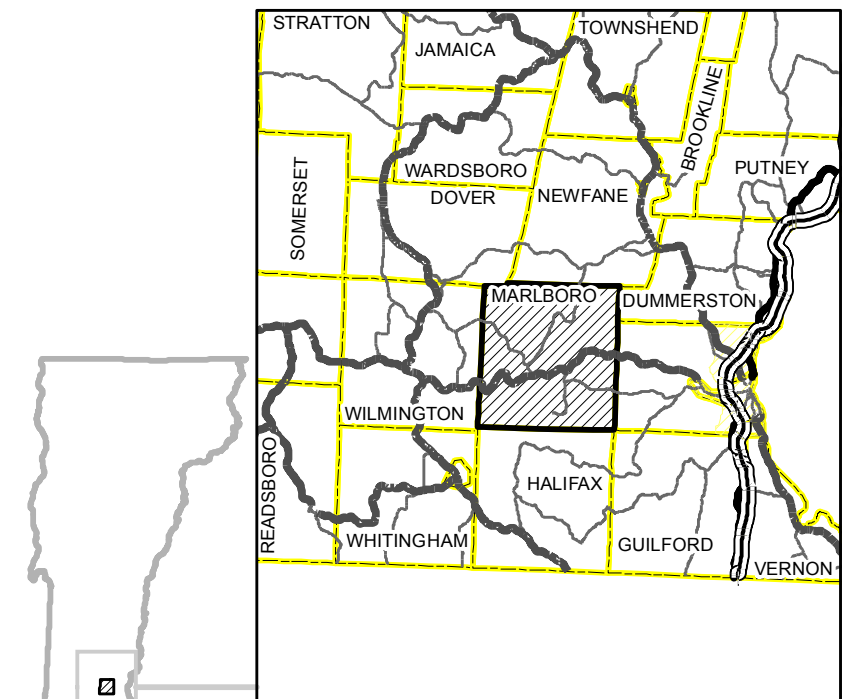 STRATTON
JAMAICA
TOWNSHEND
BROOKLINE
PUTNEY
SOMERSET
WARDSBORO
DOVER
NEWFANE
MARLBORO
DUMMERSTON
WILMINGTON
READSBORO
HALIFAX
WHITINGHAM
GUILFORD
VERNON